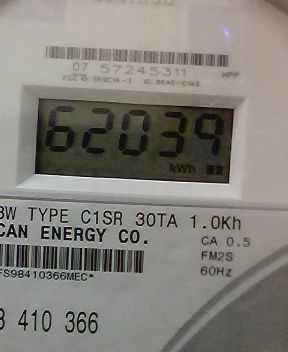 07 57245311 HPP
62039
kWh
3W TYPE C1SR 30TA 1.0Kh
CAN ENERGY CO.
CA 0.5
FM2S
60Hz
FS98410366MEC*
410 366